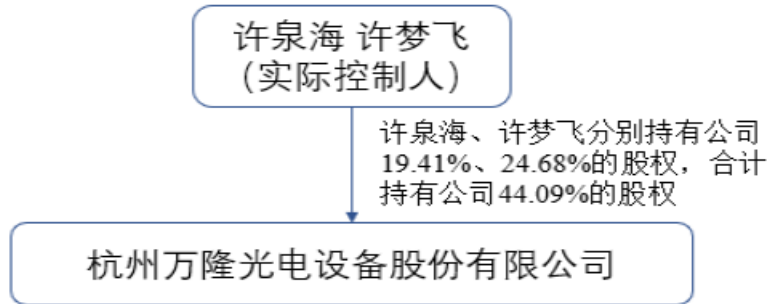 许泉海 许梦飞
（实际控制人）
许泉海、许梦飞分别持有公司
19.41%、24.68%的股权，合计
持有公司44.09%的股权
杭州万隆光电设备股份有限公司